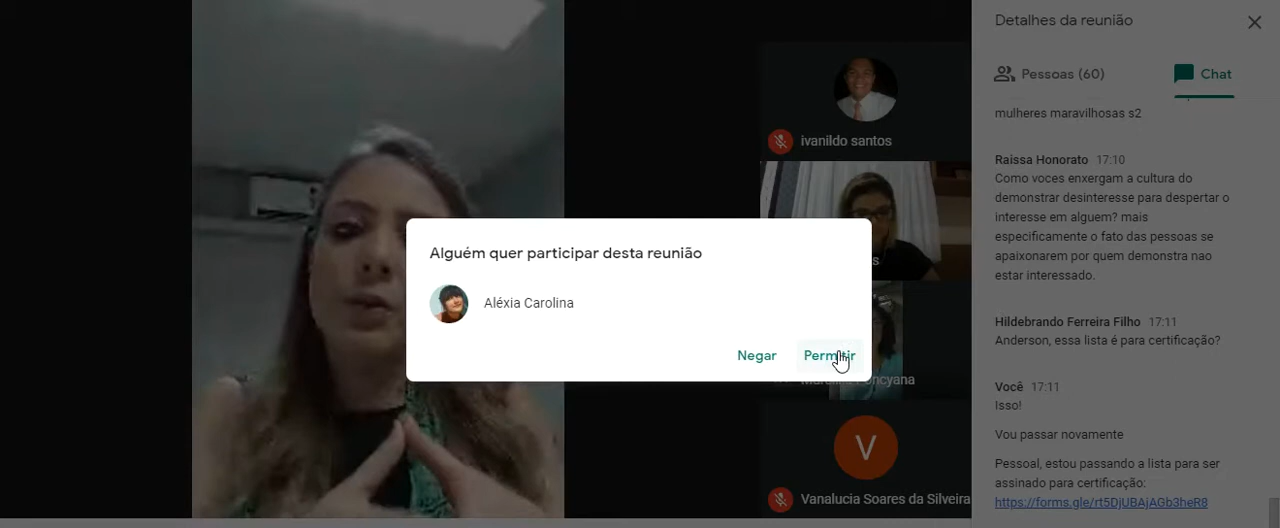 Detalhes da reunião
Pessoas (60)
Chat
mulheres maravilhosas s2
ivanildo santos
Raissa Honorato 17:10
Como voces enxergam a cultura do
demonstrar desinteresse para despertar o
interesse em alguem? mais
especificamente o fato das pessoas se
apaixonarem por quem demonstra nao
estar interessado.
Alguém quer participar desta reunião
Aléxia Carolina
Negar
Permitir
Hildebrando Ferreira Filho 17:11
Anderson, essa lista é para certificação?
Você 17:11
Isso!
Vou passar novamente
Pessoal, estou passando a lista para ser
assinado para certificação:
https://forms.gle/rt5DjUBAjAGb3heR8
V
Vanalucia Soares da Silveira